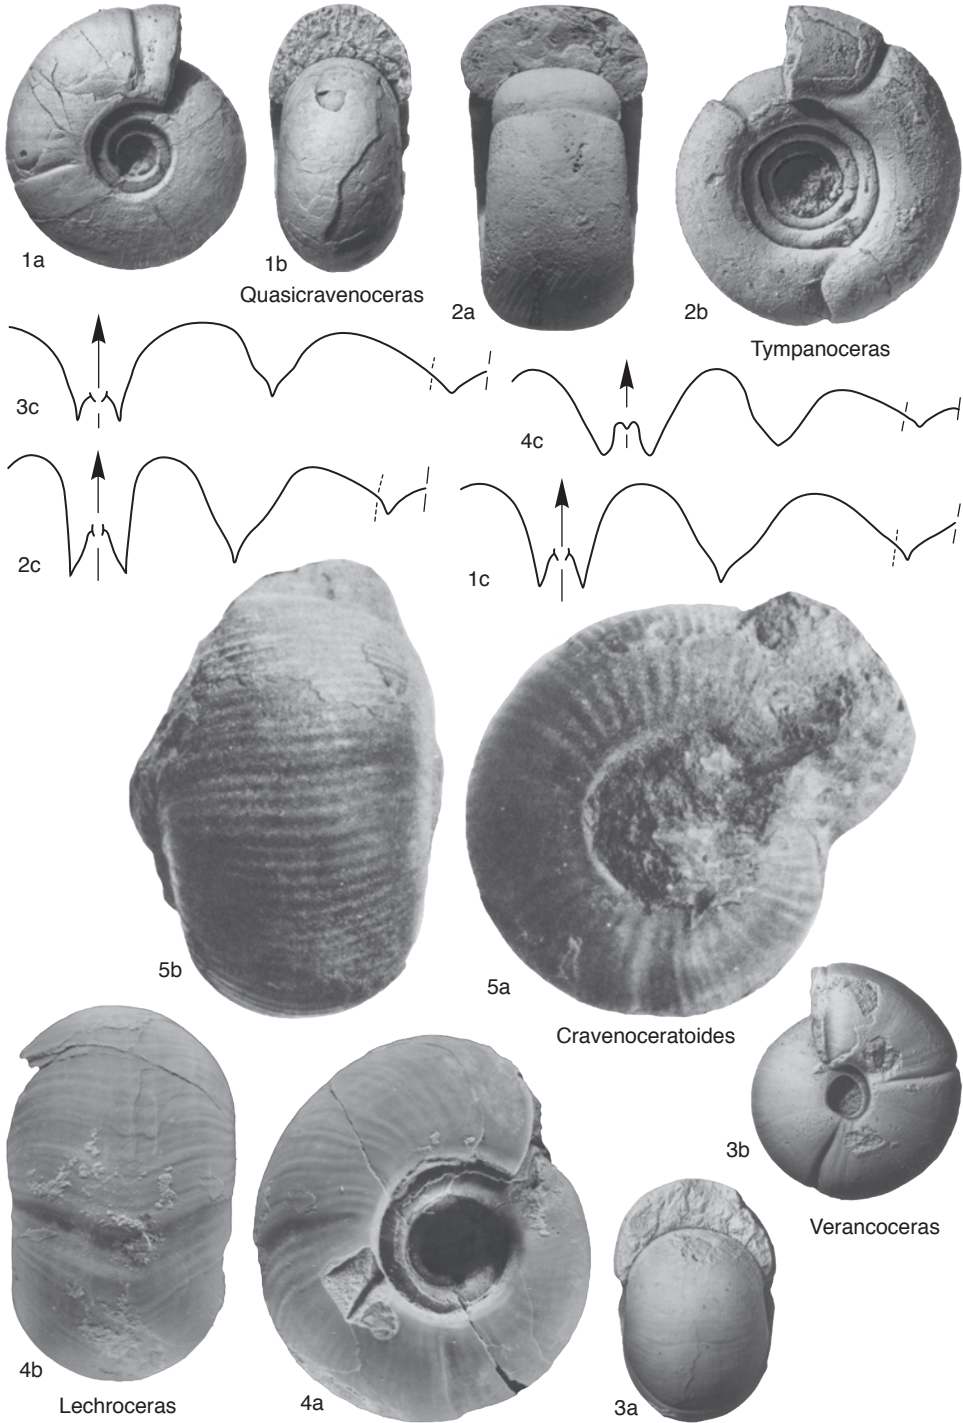 1a
1b
Quasicravenoceras
2a
2b
Tympanoceras
3c
4c
2c
1c
5b
5a
Cravenoceratoides
3b
Verancoceras
4b
Lechroceras
4a
3a